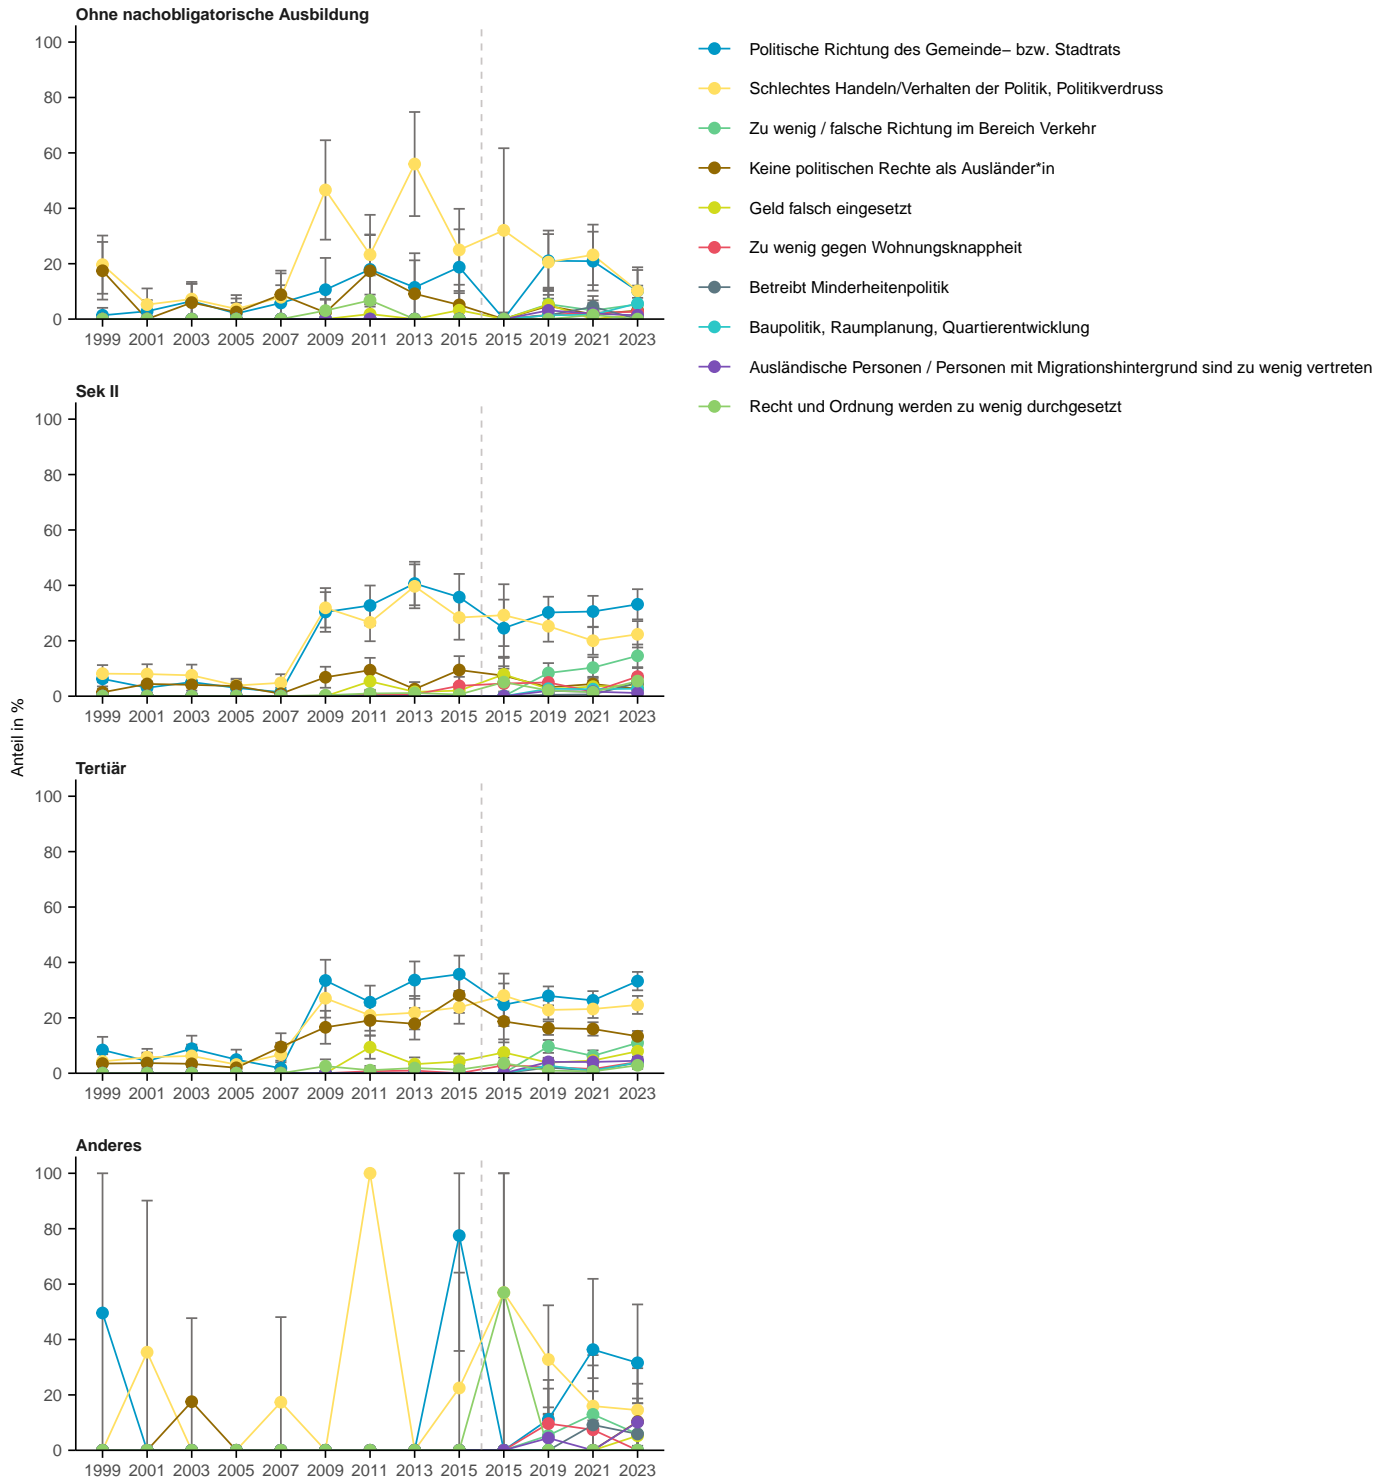 Ohne nachobligatorische Ausbildung
100
80
60
40
20
0
1999 2001 2003 2005 2007 2009 2011 2013 2015 2015 2019 2021 2023
Politische Richtung des Gemeinde– bzw. Stadtrats
Schlechtes Handeln/Verhalten der Politik, Politikverdruss
Zu wenig / falsche Richtung im Bereich Verkehr
Keine politischen Rechte als Ausländer*in
Geld falsch eingesetzt
Zu wenig gegen Wohnungsknappheit
Betreibt Minderheitenpolitik
Baupolitik, Raumplanung, Quartierentwicklung
Ausländische Personen / Personen mit Migrationshintergrund sind zu wenig vertreten
Recht und Ordnung werden zu wenig durchgesetzt
Sek II
100
80
60
40
20
0
1999 2001 2003 2005 2007 2009 2011 2013 2015 2015 2019 2021 2023
Anteil in %
Tertiär
100
80
60
40
20
0
1999 2001 2003 2005 2007 2009 2011 2013 2015 2015 2019 2021 2023
Anderes
100
80
60
40
20
0
1999 2001 2003 2005 2007 2009 2011 2013 2015 2015 2019 2021 2023